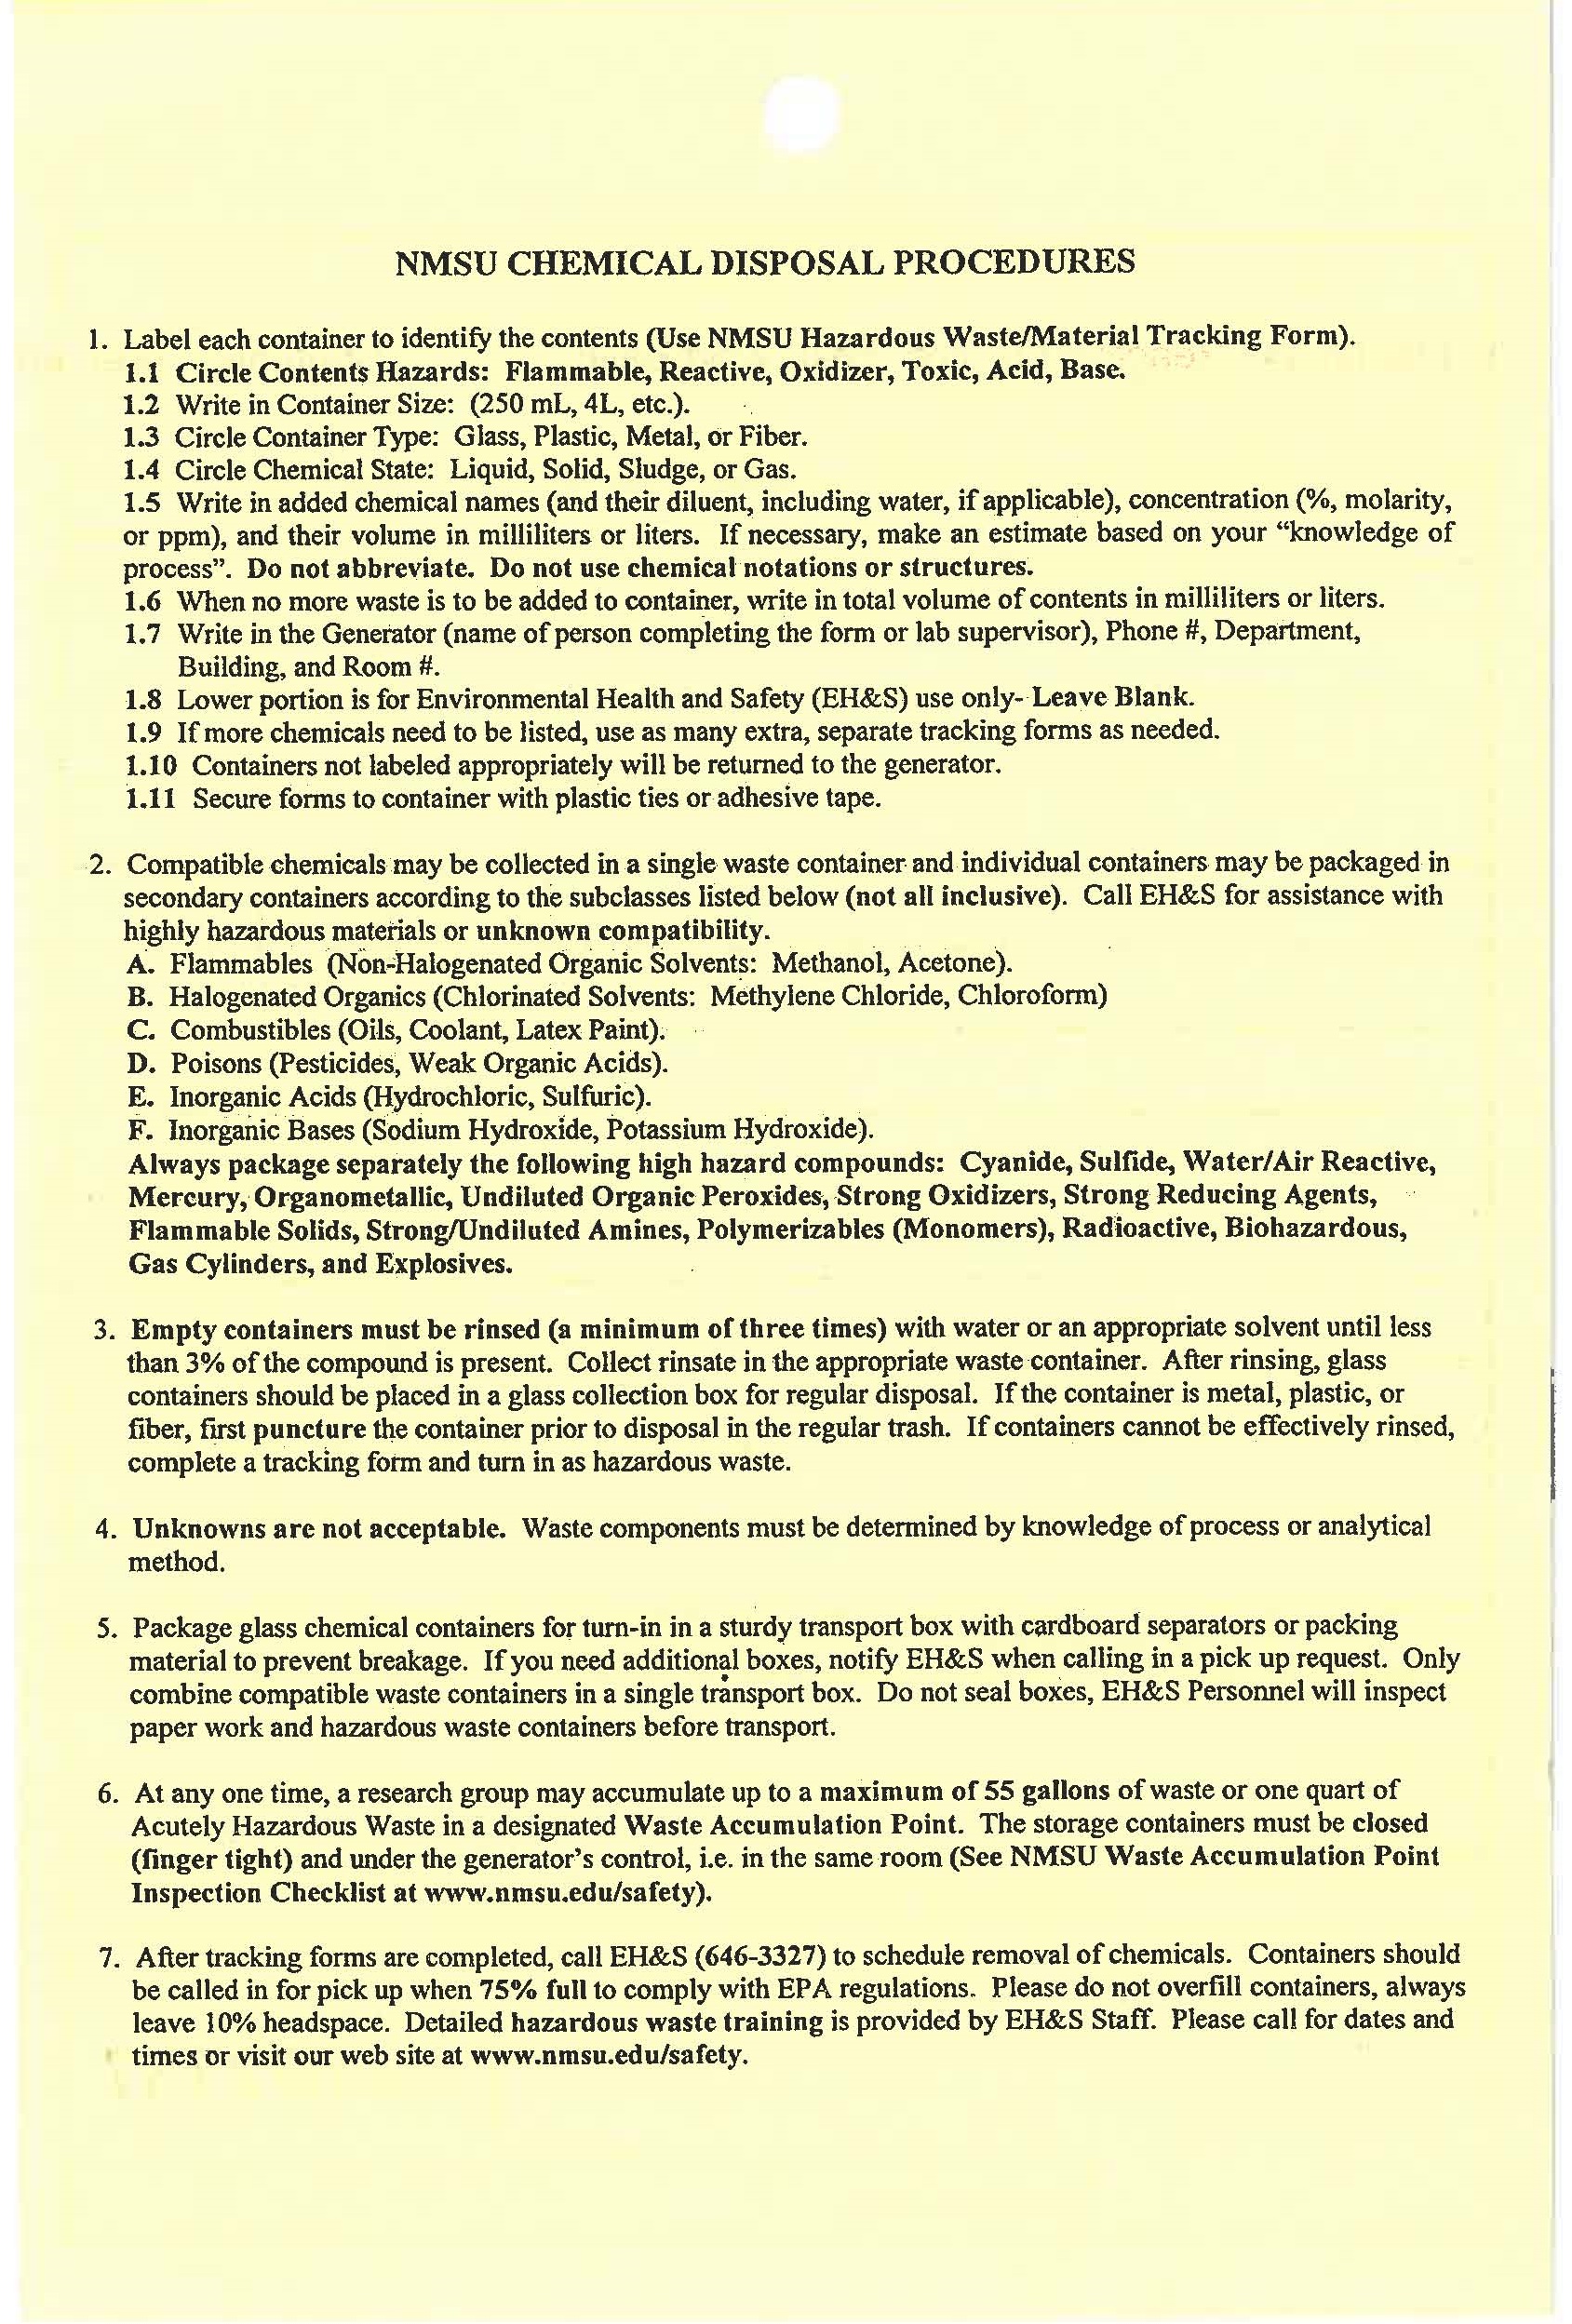 NMSU CHEMICAL DISPOSAL PROCEDURES
1. Label each container to identify the contents (Use NMSU Hazardous Waste/Material Tracking Form).
1.1 Circle Contents Hazards: Flammable, Reactive, Oxidizer, Toxic, Acid, Base.
1.2 Write in Container Size: (250 mL, 4L, etc.).
1.3 Circle Container Type: Glass, Plastic, Metal, or Fiber.
1.4 Circle Chemical State: Liquid, Solid, Sludge, or Gas.
1.5 Write in added chemical names (and their diluent, including water, if applicable), concentration (%, molarity,
or ppm), and their volume in milliliters or liters. If necessary, make an estimate based on your “knowledge of
process”. Do not abbreviate. Do not use chemical notations or structures.
1.6 When no more waste is to be added to container, write in total volume of contents in milliliters or liters.
1.7 Write in the Generator (name of person completing the form or lab supervisor), Phone #, Department,
Building, and Room #.
1.8 Lower portion is for Environmental Health and Safety (EH&S) use only- Leave Blank.
1.9 If more chemicals need to be listed, use as many extra, separate tracking forms as needed.
1.10 Containers not labeled appropriately will be returned to the generator.
1.11 Secure forms to container with plastic ties or adhesive tape.
2. Compatible chemicals may be collected in a single waste container and individual containers may be packaged in
secondary containers according to the subclasses listed below (not all inclusive). Call EH&S for assistance with
highly hazardous materials or unknown compatibility.
A. Flammables (Non-Halogenated Organic Solvents: Methanol, Acetone).
B. Halogenated Organics (Chlorinated Solvents: Methylene Chloride, Chloroform)
C. Combustibles (Oils, Coolant, Latex Paint).
D. Poisons (Pesticides, Weak Organic Acids).
E. Inorganic Acids (Hydrochloric, Sulfuric).
F. Inorganic Bases (Sodium Hydroxide, Potassium Hydroxide).
Always package separately the following high hazard compounds: Cyanide, Sulfide, Water/Air Reactive,
Mercury, Organometallic, Undiluted Organic Peroxides, Strong Oxidizers, Strong Reducing Agents,
Flammable Solids, Strong/Undiluted Amines, Polymerizables (Monomers), Radioactive, Biohazardous,
Gas Cylinders, and Explosives.
3. Empty containers must be rinsed (a minimum of three times) with water or an appropriate solvent until less
than 3% of the compound is present. Collect rinsate in the appropriate waste container. After rinsing, glass
containers should be placed in a glass collection box for regular disposal. If the container is metal, plastic, or
fiber, first puncture the container prior to disposal in the regular trash. If containers cannot be effectively rinsed,
complete a tracking form and turn in as hazardous waste.
4. Unknowns are not acceptable. Waste components must be determined by knowledge of process or analytical
method.
5. Package glass chemical containers for turn-in in a sturdy transport box with cardboard separators or packing
material to prevent breakage. If you need additional boxes, notify EH&S when calling in a pick up request. Only
combine compatible waste containers in a single transport box. Do not seal boxes, EH&S Personnel will inspect
paper work and hazardous waste containers before transport.
6. At any one time, a research group may accumulate up to a maximum of 55 gallons of waste or one quart of
Acutely Hazardous Waste in a designated Waste Accumulation Point. The storage containers must be closed
(finger tight) and under the generator’s control, i.e. in the same room (See NMSU Waste Accumulation Point
Inspection Checklist at www.nmsu.edu/safety).
7. After tracking forms are completed, call EH&S (646-3327) to schedule removal of chemicals. Containers should
be called in for pick up when 75% full to comply with EPA regulations. Please do not overfill containers, always
leave 10% headspace. Detailed hazardous waste training is provided by EH&S Staff. Please call for dates and
times or visit our web site at www.nmsu.edu/safety.